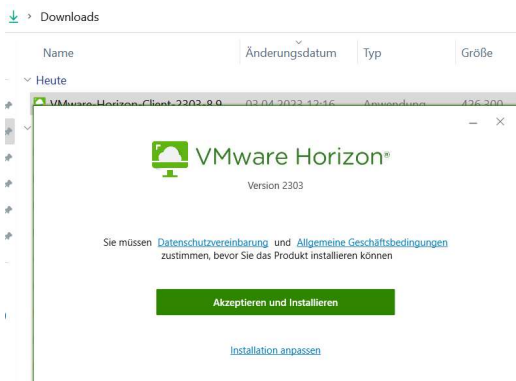 Downloads
Name Änderungsdatum Typ Größe
Heute
VMware-Horizon-Client-2303-8.9 03.04.2023 12:16 Anwendung 426.300
VMware Horizon®
Version 2303
Sie müssen Datenschutzvereinbarung und Allgemeine Geschäftsbedingungen
zustimmen, bevor Sie das Produkt installieren können
Akzeptieren und Installieren
Installation anpassen